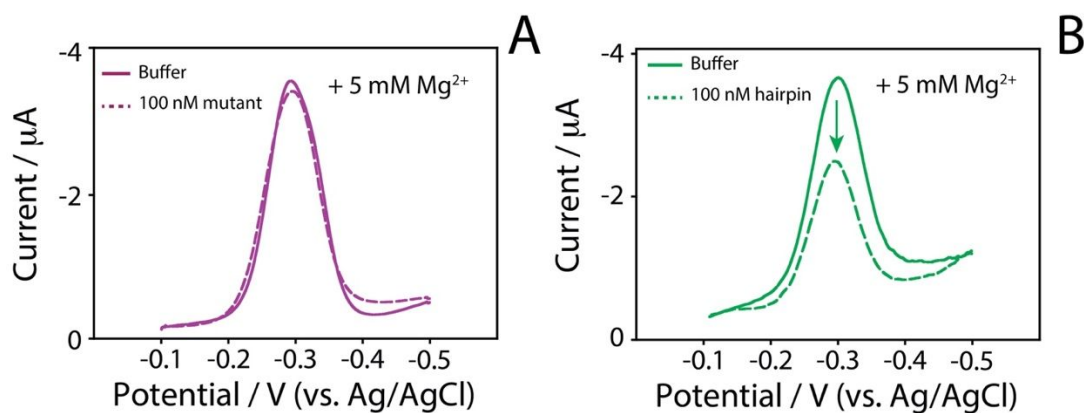 A
-4
Buffer
100 nM mutant
+ 5 mM Mg²⁺
-2
0
Current / μA
-0.1 -0.2 -0.3 -0.4 -0.5
Potential / V (vs. Ag/AgCl)
B
-4
Buffer
100 nM hairpin
+ 5 mM Mg²⁺
-2
0
Current / μA
-0.1 -0.2 -0.3 -0.4 -0.5
Potential / V (vs. Ag/AgCl)